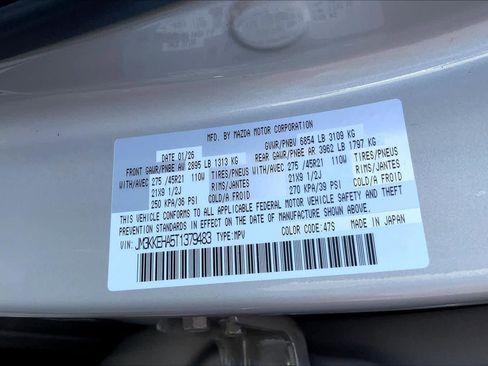 MFD. BY MAZDA MOTOR CORPORATION
DATE 01/26 GVWR/PNBV 6854 LB 3109 KG
FRONT GAWR/PNBE AV 2895 LB 1313 KG REAR GAWR/PNBE AR 3962 LB 1797 KG
WITH/AVEC 275 /45R21 110W TIRES/PNEUS WITH/AVEC 275 /45R21 110W TIRES/PNEUS
21X9 1/2J RIMS/JANTES 21X9 1/2J RIMS/JANTES
250 KPA/36 PSI COLD/A FROID 270 KPA/39 PSI COLD/A FROID
THIS VEHICLE CONFORMS TO ALL APPLICABLE FEDERAL MOTOR VEHICLE SAFETY AND THEFT
PREVENTION STANDARDS IN EFFECT ON THE DATE OF MANUFACTURE SHOWN ABOVE.
VIN: JM3KKEHA5T1379483 TYPE: MPV COLOR CODE: 47S MADE IN JAPAN